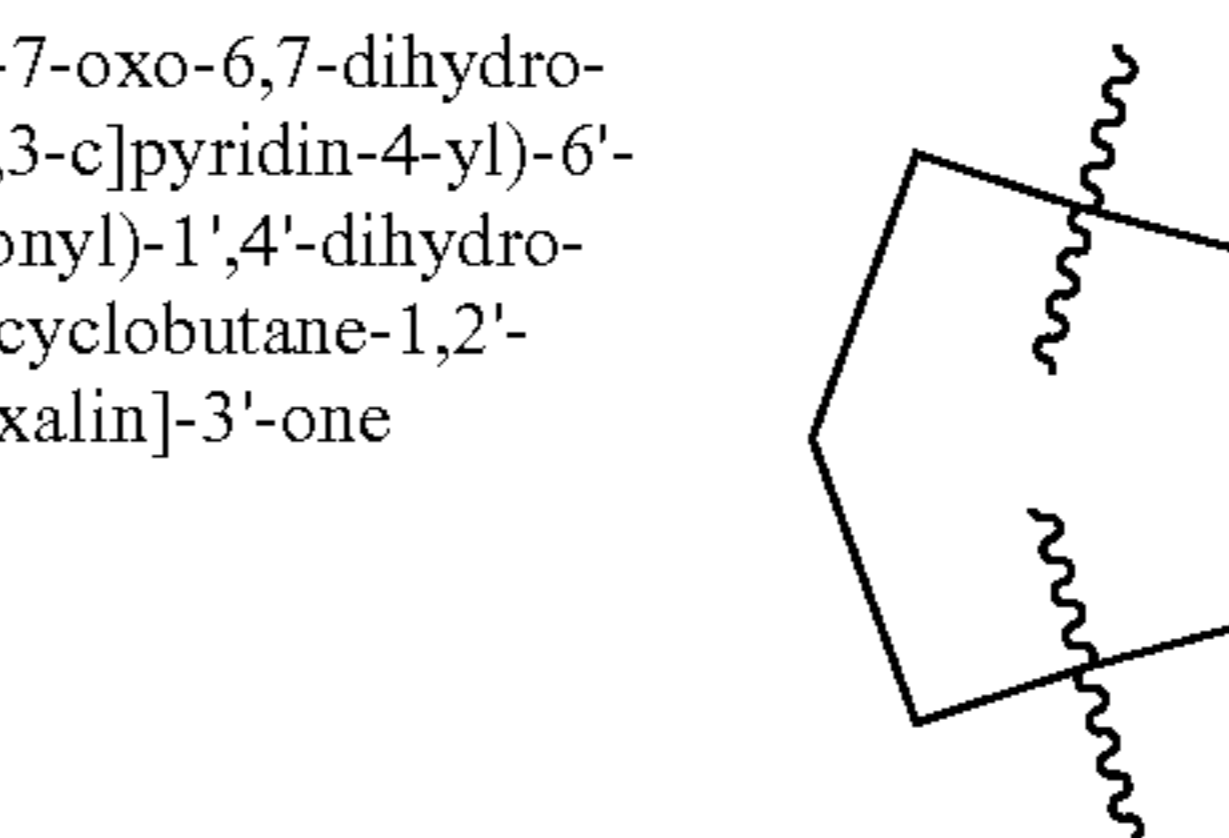 -7-oxo-6,7-dihydro-
,3-c]pyridin-4-yl)-6'-
onyl)-1',4'-dihydro-
cyclobutane-1,2'-
xalin]-3'-one